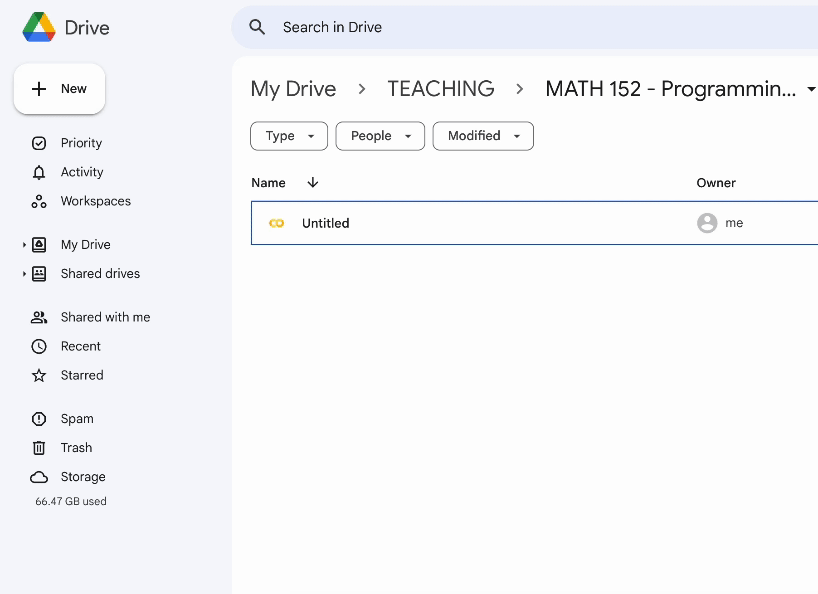 Drive
Search in Drive
New
My Drive > TEACHING > MATH 152 - Programmin...
Type
People
Modified
Priority
Activity
Workspaces
My Drive
Shared drives
Shared with me
Recent
Starred
Spam
Trash
Storage
66.47 GB used
Name
Owner
Untitled
me